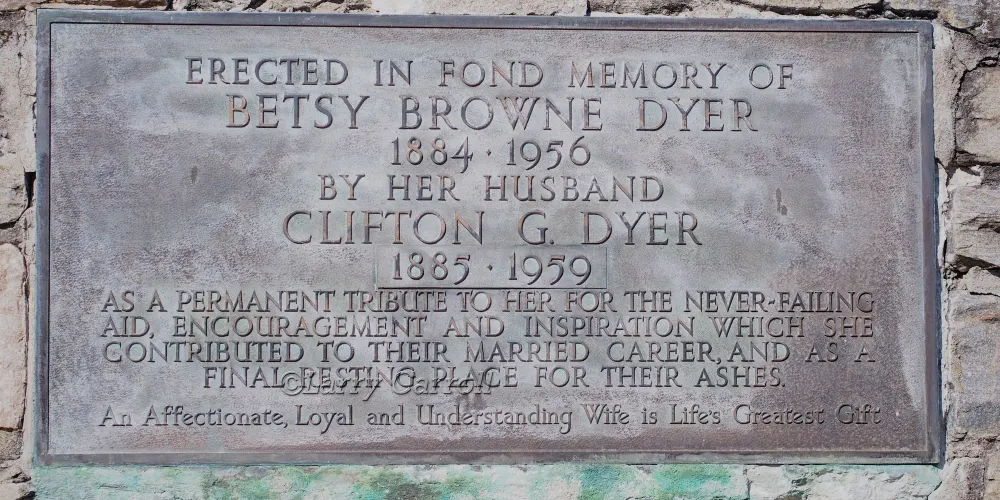 ERECTED IN FOND MEMORY OF
BETSY BROWNE DYER
1884 · 1956
BY HER HUSBAND
CLIFTON G. DYER
1885 · 1959
AS A PERMANENT TRIBUTE TO HER FOR THE NEVER-FAILING
AID, ENCOURAGEMENT AND INSPIRATION WHICH SHE
CONTRIBUTED TO THEIR MARRIED CAREER, AND AS A
FINAL RESTING PLACE FOR THEIR ASHES.
©Larry Carroll
An Affectionate, Loyal and Understanding Wife is Life's Greatest Gift